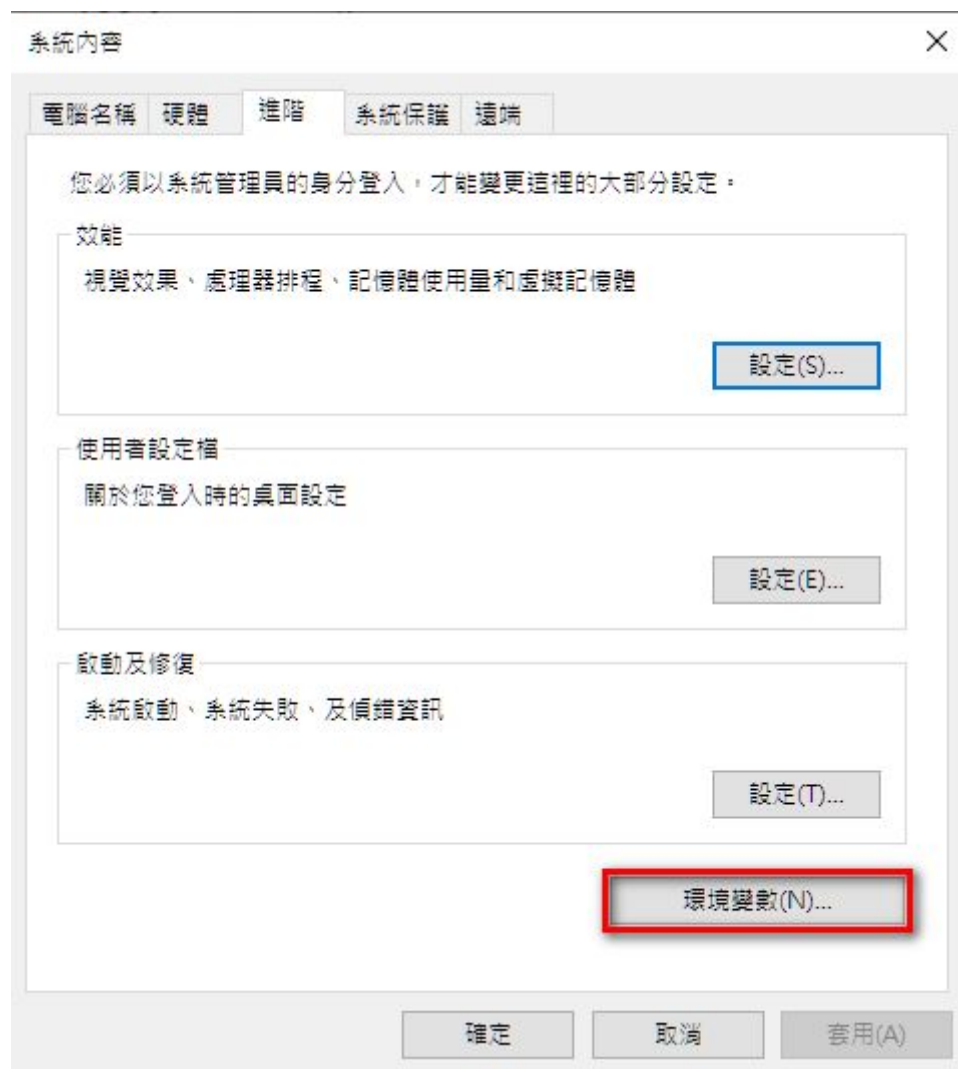 系統內容
電腦名稱 硬體 進階 系統保護 遠端
您必須以系統管理員的身分登入，才能變更這裡的大部分設定。
效能
視覺效果、處理器排程、記憶體使用量和虛擬記憶體
設定(S)...
使用者設定檔
關於您登入時的桌面設定
設定(E)...
啟動及修復
系統啟動、系統失敗、及偵錯資訊
設定(T)...
環境變數(N)...
確定 取消 套用(A)